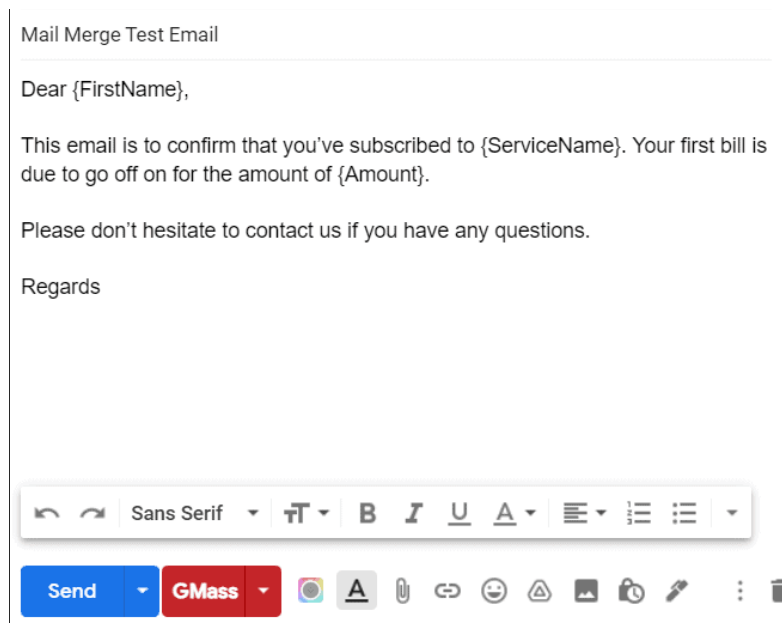 Mail Merge Test Email
Dear {FirstName},
This email is to confirm that you’ve subscribed to {ServiceName}. Your first bill is
due to go off on for the amount of {Amount}.
Please don’t hesitate to contact us if you have any questions.
Regards
Sans Serif
Send GMass